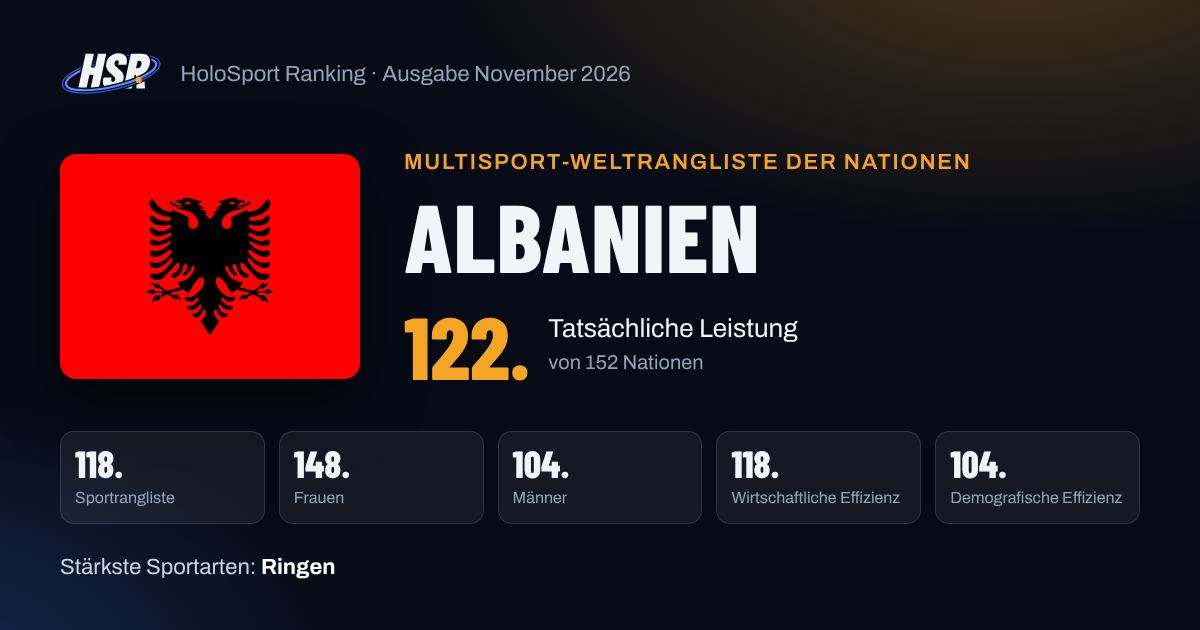 HSR
HoloSport Ranking · Ausgabe November 2026
MULTISPORT-WELTRANGLISTE DER NATIONEN
ALBANIEN
122.
Tatsächliche Leistung
von 152 Nationen
118.
Sportrangliste
148.
Frauen
104.
Männer
118.
Wirtschaftliche Effizienz
104.
Demografische Effizienz
Stärkste Sportarten: Ringen